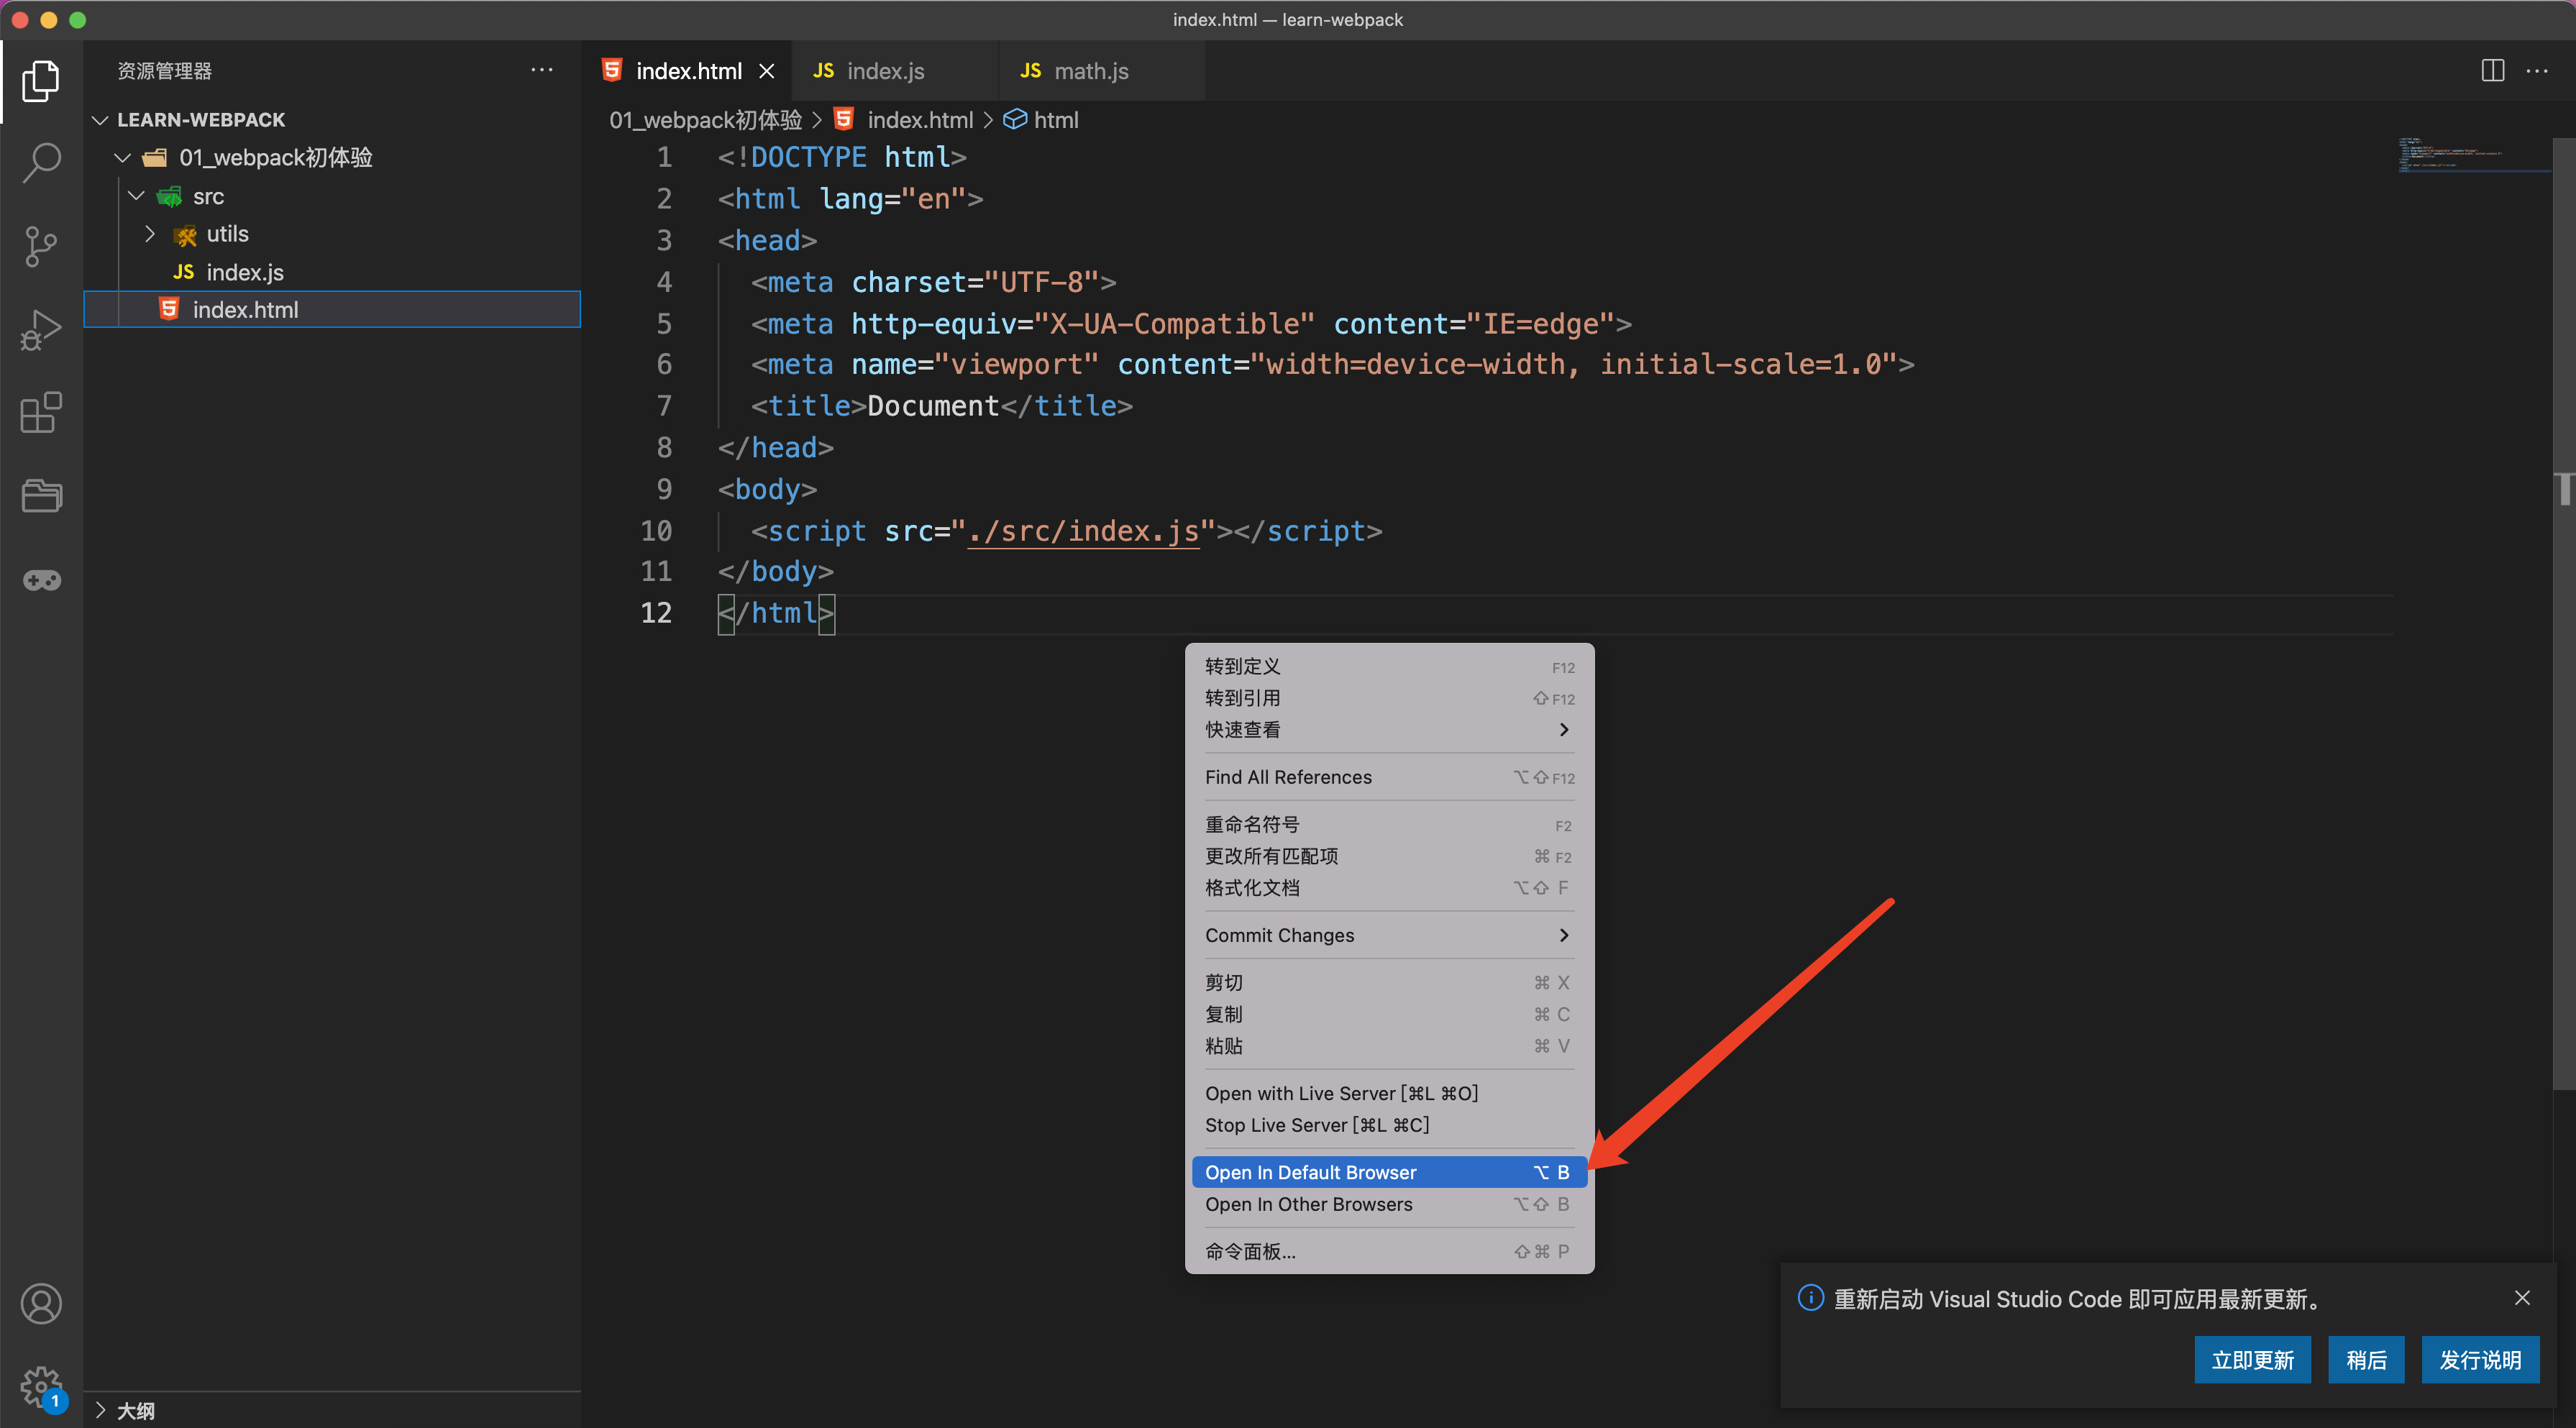 index.html — learn-webpack
资源管理器
LEARN-WEBPACK
01_webpack初体验
src
utils
JS index.js
index.html
大纲
1
index.html
JS index.js
JS math.js
01_webpack初体验 > index.html > html
1 <!DOCTYPE html>
2 <html lang="en">
3 <head>
4 <meta charset="UTF-8">
5 <meta http-equiv="X-UA-Compatible" content="IE=edge">
6 <meta name="viewport" content="width=device-width, initial-scale=1.0">
7 <title>Document</title>
8 </head>
9 <body>
10 <script src="./src/index.js"></script>
11 </body>
12 </html>
转到定义 F12
转到引用 ⇧F12
快速查看
Find All References ⌥⇧F12
重命名符号 F2
更改所有匹配项 ⌘F2
格式化文档 ⌥⇧F
Commit Changes
剪切 ⌘X
复制 ⌘C
粘贴 ⌘V
Open with Live Server [⌘L ⌘O]
Stop Live Server [⌘L ⌘C]
Open In Default Browser ⌥B
Open In Other Browsers ⌥⇧B
命令面板... ⇧⌘P
重新启动 Visual Studio Code 即可应用最新更新。
立即更新
稍后
发行说明